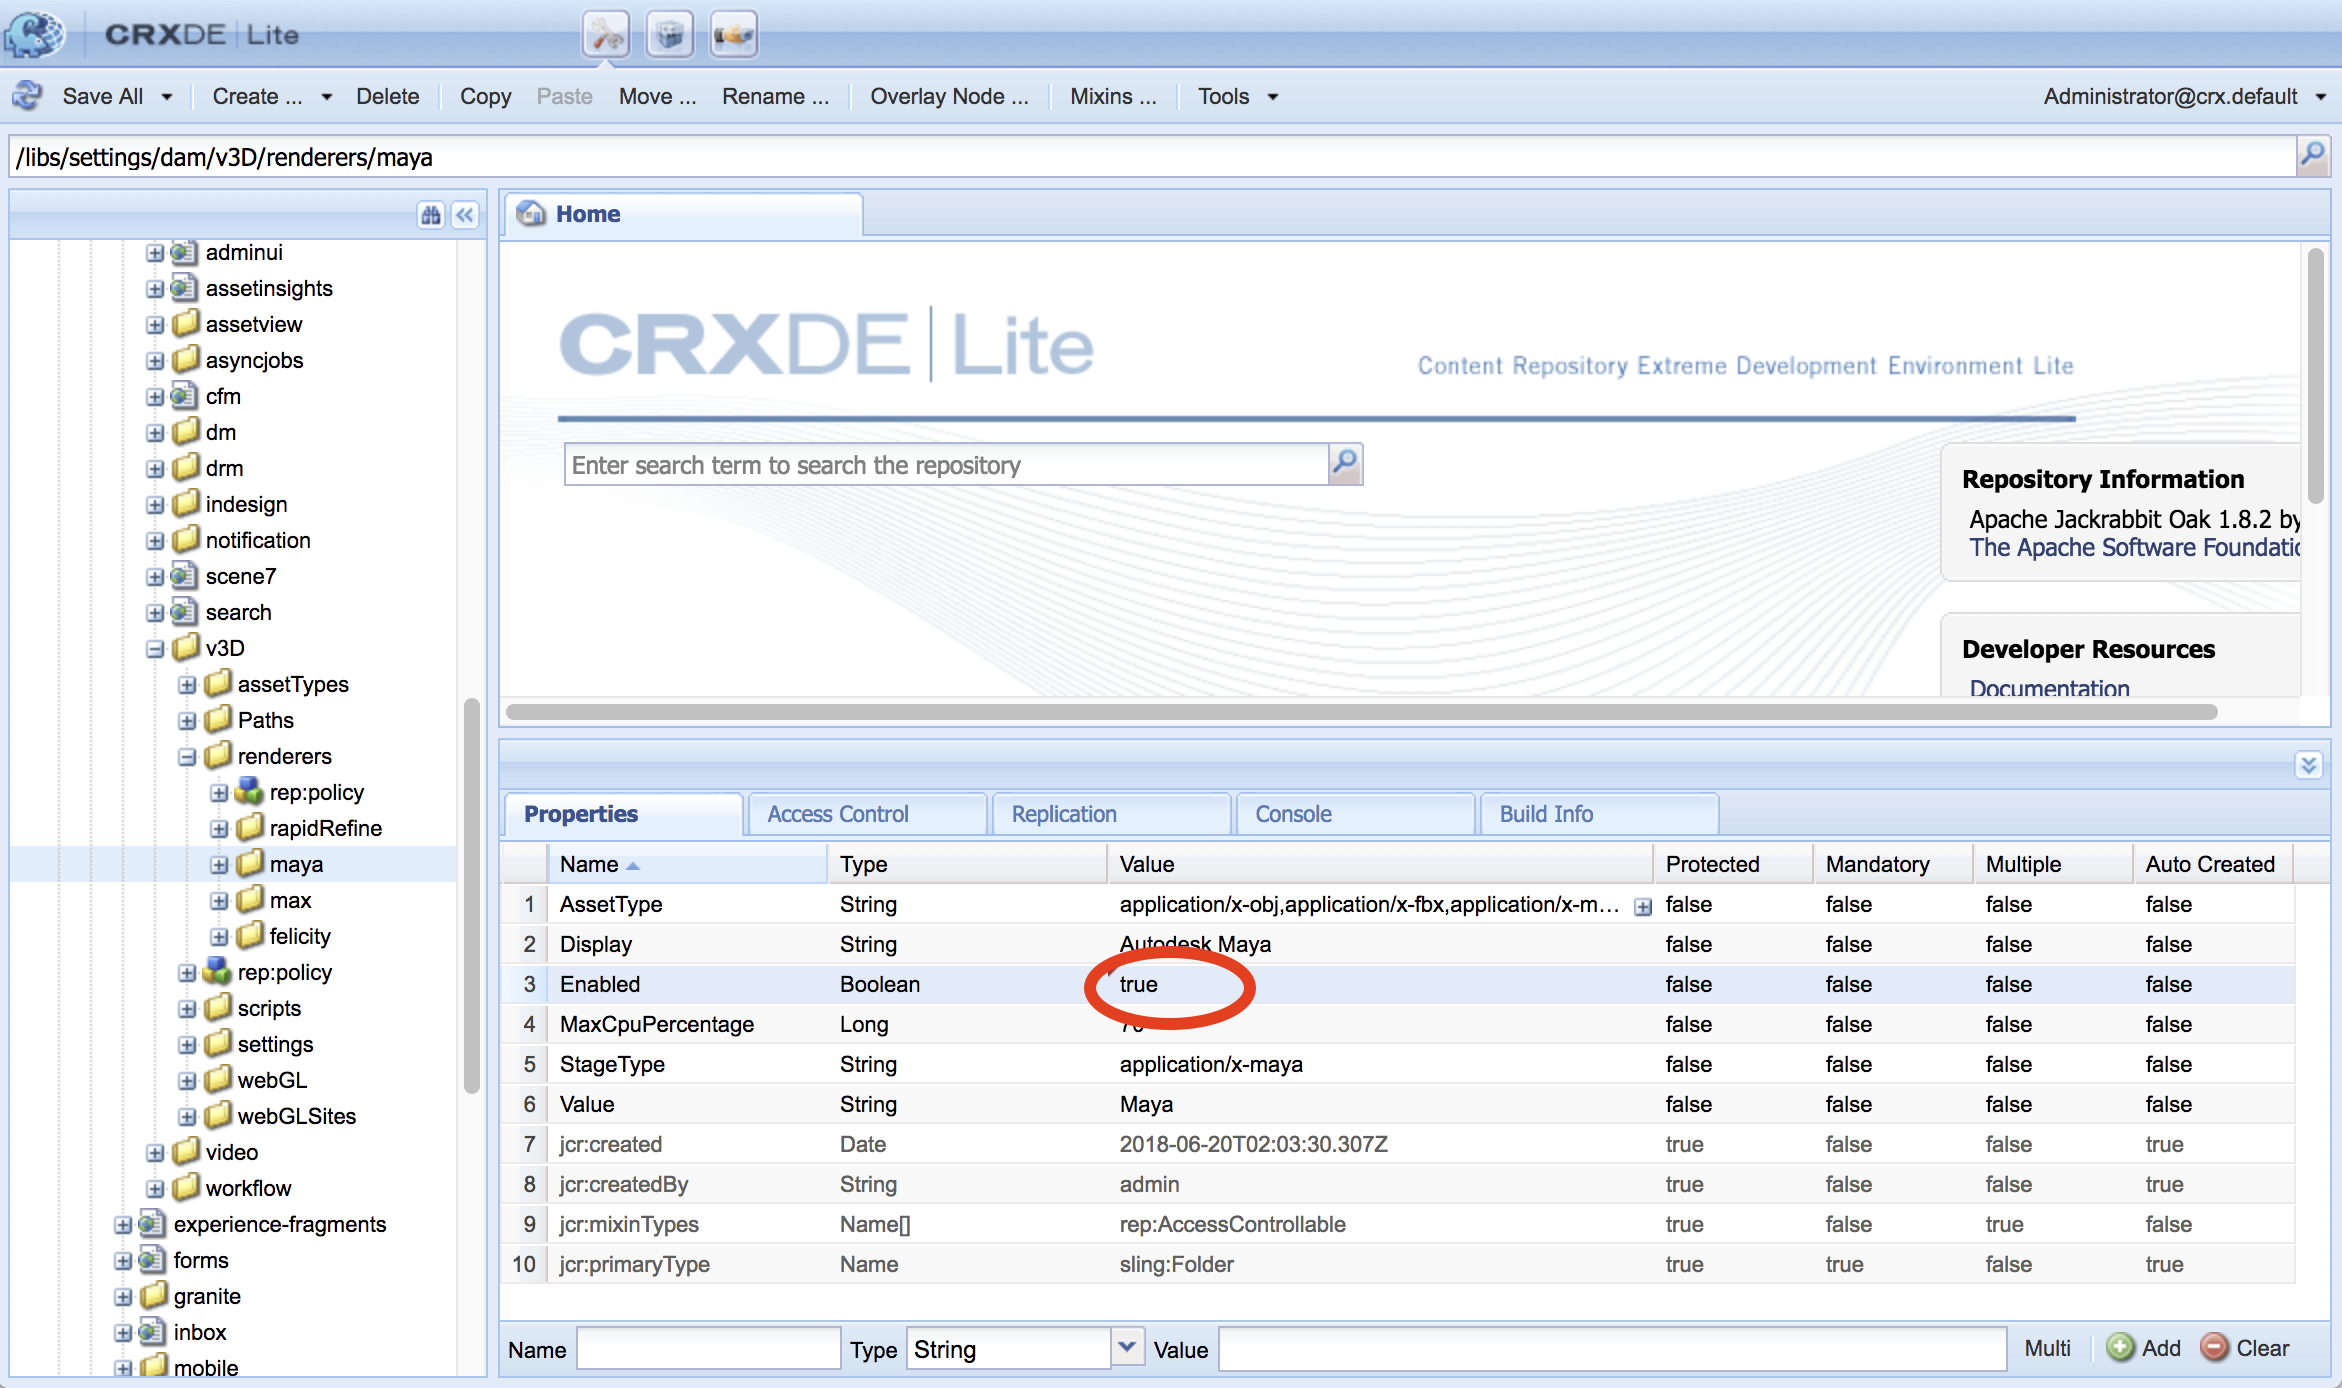 CRXDE | Lite
Save All Create ... Delete Copy Paste Move ... Rename ... Overlay Node ... Mixins ... Tools Administrator@crx.default
/libs/settings/dam/v3D/renderers/maya
adminui
assetinsights
assetview
asyncjobs
cfm
dm
drm
indesign
notification
scene7
search
v3D
assetTypes
Paths
renderers
rep:policy
rapidRefine
maya
max
felicity
rep:policy
scripts
settings
webGL
webGLSites
video
workflow
experience-fragments
forms
granite
inbox
mobile
Home
CRXDE | Lite
Content Repository Extreme Development Environment Lite
Enter search term to search the repository
Repository Information
Apache Jackrabbit Oak 1.8.2 by
The Apache Software Foundatic
Developer Resources
Documentation
Properties Access Control Replication Console Build Info
Name Type Value Protected Mandatory Multiple Auto Created
1 AssetType String application/x-obj,application/x-fbx,application/x-m... false false false false
2 Display String Autodesk Maya false false false false
3 Enabled Boolean true false false false false
4 MaxCpuPercentage Long false false false false
5 StageType String application/x-maya false false false false
6 Value String Maya false false false false
7 jcr:created Date 2018-06-20T02:03:30.307Z true false false true
8 jcr:createdBy String admin true false false true
9 jcr:mixinTypes Name[] rep:AccessControllable true false true false
10 jcr:primaryType Name sling:Folder true true false true
Name Type String Value Multi Add Clear